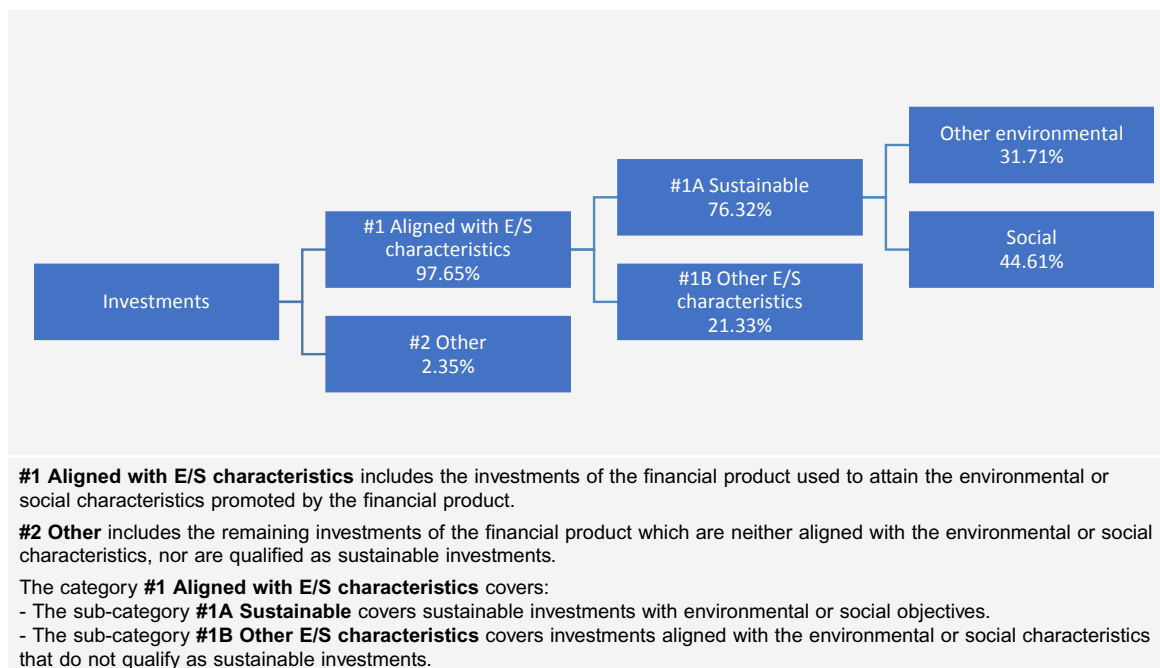 Other environmental
31.71%
#1A Sustainable
76.32%
#1 Aligned with E/S
characteristics
97.65%
Social
44.61%
Investments
#1B Other E/S
characteristics
21.33%
#2 Other
2.35%
#1 Aligned with E/S characteristics includes the investments of the financial product used to attain the environmental or
social characteristics promoted by the financial product.
#2 Other includes the remaining investments of the financial product which are neither aligned with the environmental or social
characteristics, nor are qualified as sustainable investments.
The category #1 Aligned with E/S characteristics covers:
- The sub-category #1A Sustainable covers sustainable investments with environmental or social objectives.
- The sub-category #1B Other E/S characteristics covers investments aligned with the environmental or social characteristics
that do not qualify as sustainable investments.